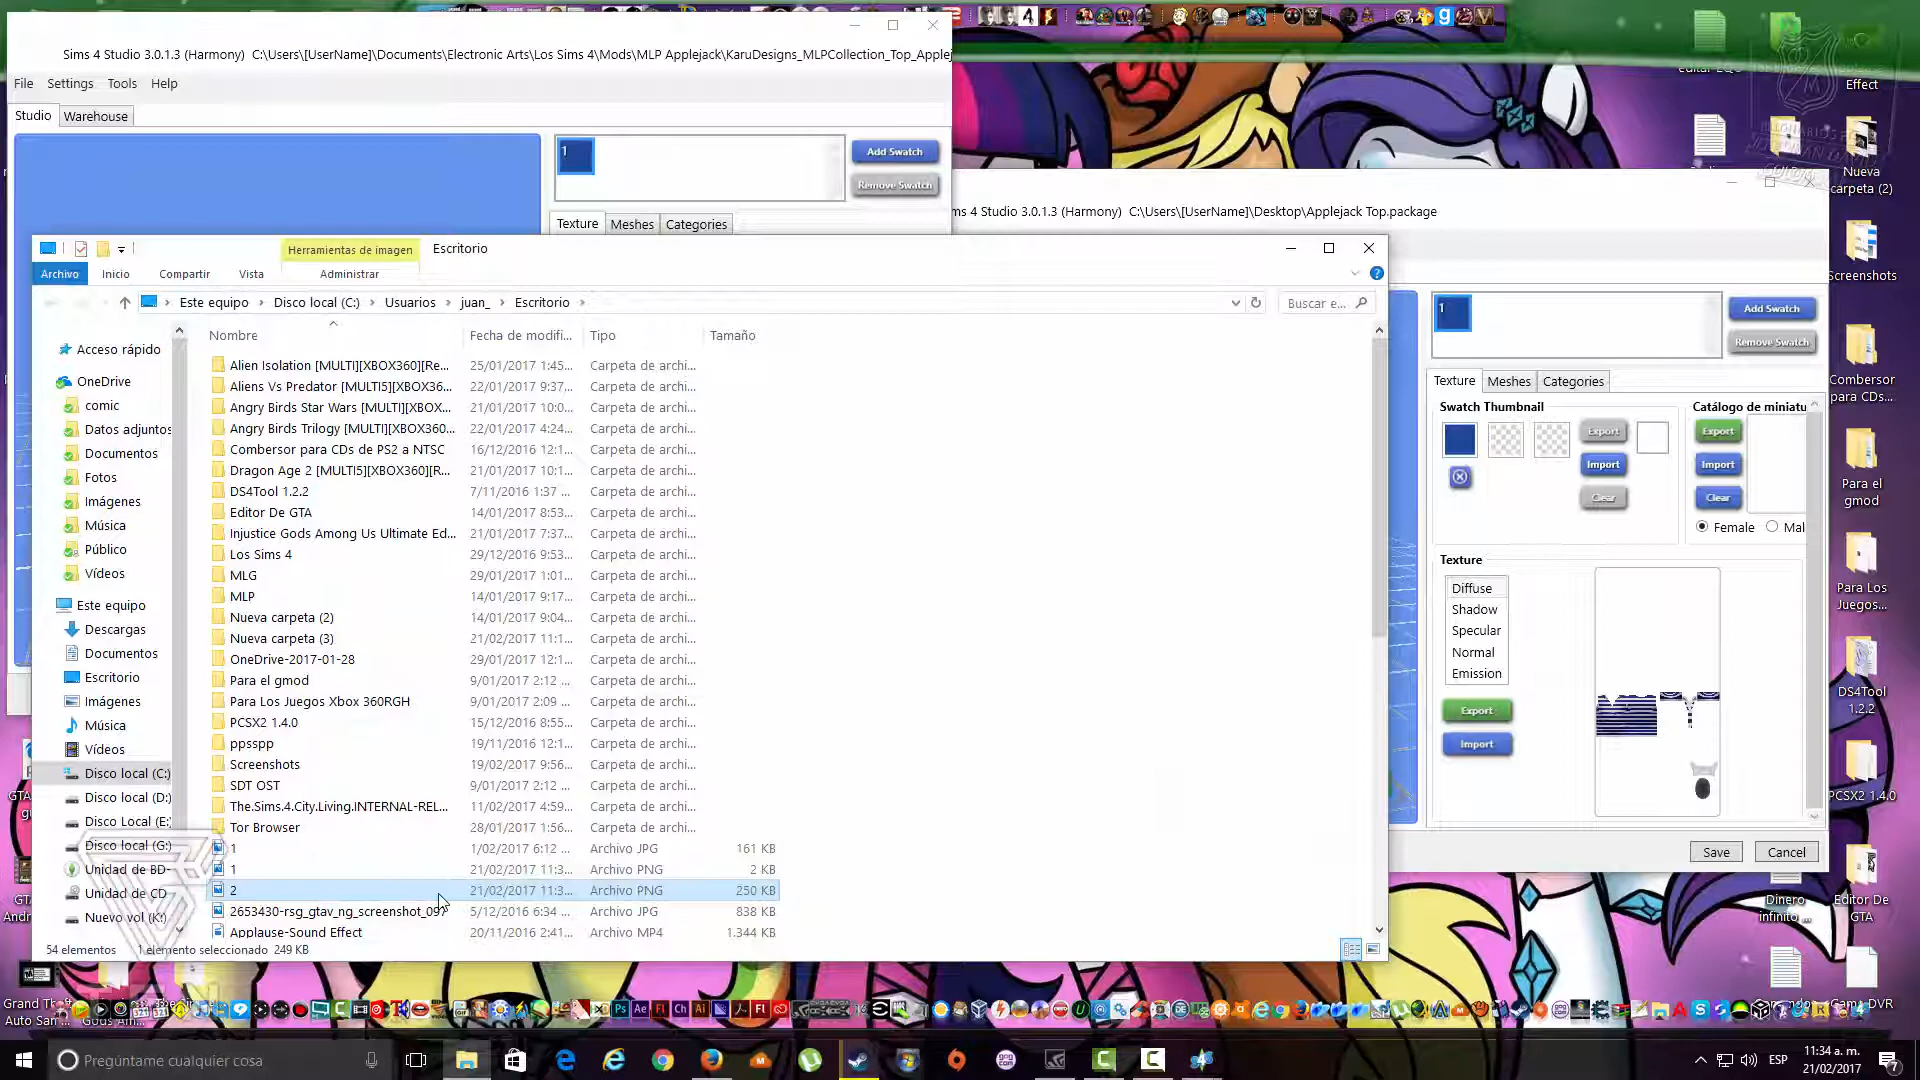 Sims 4 Studio 3.0.1.3 (Harmony) C:\Users\[UserName]\Documents\Electronic Arts\Los Sims 4\Mods\MLP Applejack\KaruDesigns_MLPCollection_Top_Applej
File Settings Tools Help
Studio Warehouse
1
Add Swatch
Remove Swatch
Texture Meshes Categories
ms 4 Studio 3.0.1.3 (Harmony) C:\Users\[UserName]\Desktop\Applejack Top.package
1
Add Swatch
Remove Swatch
Texture Meshes Categories
Swatch Thumbnail
Catálogo de miniatu
Export
Export
Import
Import
Clear
Clear
Female Mal
Texture
Diffuse
Shadow
Specular
Normal
Emission
Export
Import
Save Cancel
Herramientas de imagen Escritorio
Archivo Inicio Compartir Vista Administrar
Este equipo Disco local (C:) Usuarios juan_ Escritorio
Buscar e...
Nombre Fecha de modifi... Tipo Tamaño
Acceso rápido
OneDrive
comic
Datos adjuntos
Documentos
Fotos
Imágenes
Música
Público
Vídeos
Este equipo
Descargas
Documentos
Escritorio
Imágenes
Música
Vídeos
Disco local (C:)
Disco local (D:)
Disco Local (E:)
Disco local (G:)
Unidad de BD-
Unidad de CD
Nuevo vol (K:)
Alien Isolation [MULTI][XBOX360][Re... 25/01/2017 1:45... Carpeta de archi...
Aliens Vs Predator [MULTI5][XBOX36... 22/01/2017 9:37... Carpeta de archi...
Angry Birds Star Wars [MULTI][XBOX... 21/01/2017 10:0... Carpeta de archi...
Angry Birds Trilogy [MULTI][XBOX360... 22/01/2017 4:24... Carpeta de archi...
Combersor para CDs de PS2 a NTSC 16/12/2016 12:1... Carpeta de archi...
Dragon Age 2 [MULTI5][XBOX360][R... 21/01/2017 10:1... Carpeta de archi...
DS4Tool 1.2.2 7/11/2016 1:37 ... Carpeta de archi...
Editor De GTA 14/01/2017 8:53... Carpeta de archi...
Injustice Gods Among Us Ultimate Ed... 21/01/2017 7:37... Carpeta de archi...
Los Sims 4 29/12/2016 9:53... Carpeta de archi...
MLG 29/01/2017 1:01... Carpeta de archi...
MLP 14/01/2017 9:17... Carpeta de archi...
Nueva carpeta (2) 14/01/2017 9:04... Carpeta de archi...
Nueva carpeta (3) 21/02/2017 11:1... Carpeta de archi...
OneDrive-2017-01-28 29/01/2017 12:1... Carpeta de archi...
Para el gmod 9/01/2017 2:12 ... Carpeta de archi...
Para Los Juegos Xbox 360RGH 9/01/2017 2:09 ... Carpeta de archi...
PCSX2 1.4.0 15/12/2016 8:55... Carpeta de archi...
ppsspp 19/11/2016 12:1... Carpeta de archi...
Screenshots 19/02/2017 9:56... Carpeta de archi...
SDT OST 9/01/2017 2:12 ... Carpeta de archi...
The.Sims.4.City.Living.INTERNAL-REL... 11/02/2017 4:59... Carpeta de archi...
Tor Browser 28/01/2017 1:56... Carpeta de archi...
1 1/02/2017 6:12 ... Archivo JPG 161 KB
1 21/02/2017 11:3... Archivo PNG 2 KB
2 21/02/2017 11:3... Archivo PNG 250 KB
2653430-rsg_gtav_ng_screenshot_097 5/12/2016 6:34 ... Archivo JPG 838 KB
Applause-Sound Effect 20/11/2016 2:41... Archivo MP4 1.344 KB
54 elementos 1 elemento seleccionado 249 KB
Effect
Nueva carpeta (2)
Screenshots
Combersor para CDs...
Para el gmod
Para Los Juegos...
DS4Tool 1.2.2
PCSX2 1.4.0
Dinero infinito ...
Editor De GTA
Game DVR
Grand Theft
Auto San ...
Pregúntame cualquier cosa
ESP
11:34 a. m.
21/02/2017